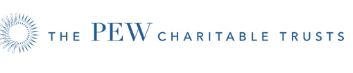 THE PEW CHARITABLE TRUSTS